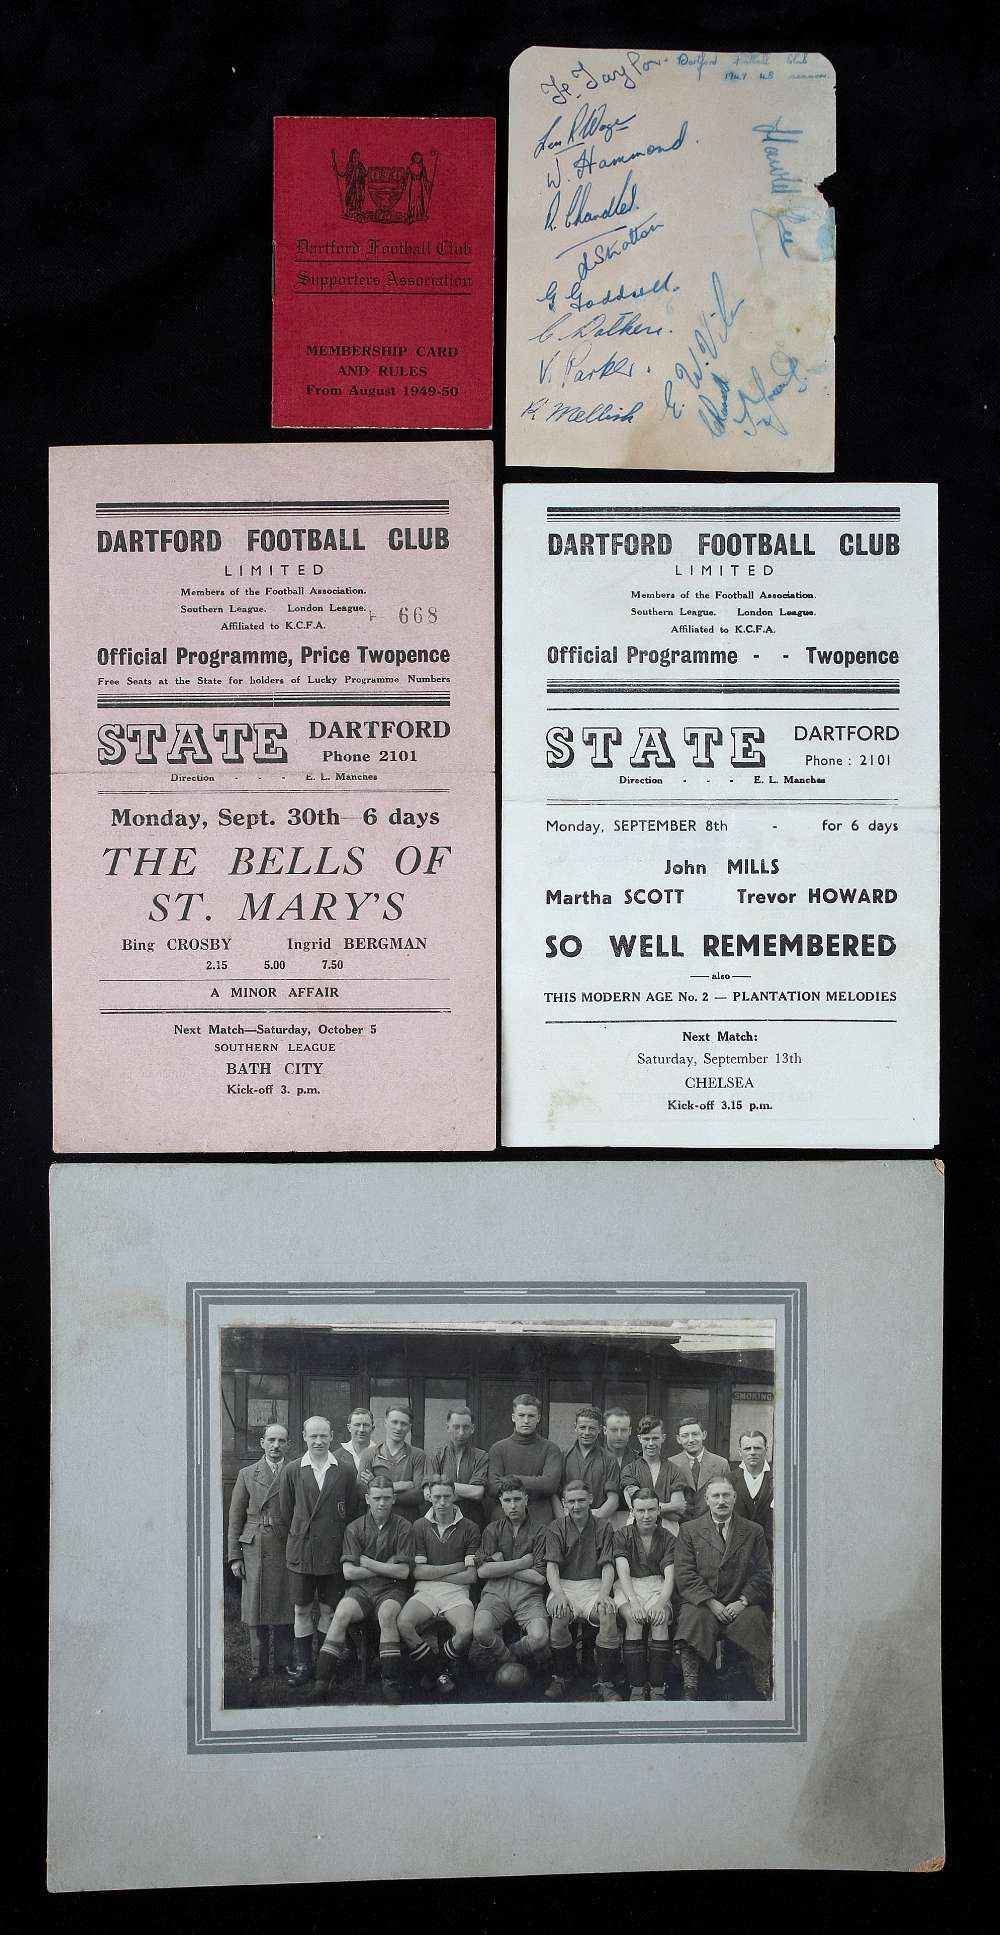 Dartford Football Club
Supporters Association
MEMBERSHIP CARD
AND RULES
From August 1949-50
Taylor. Dartford Football Club
1947 48 season.
W. Hammond.
R. Chandler.
V. Parker.
R. Mellish
Harold Lee
DARTFORD FOOTBALL CLUB
LIMITED
Members of the Football Association.
Southern League. London League.
668
Affiliated to K.C.F.A.
Official Programme, Price Twopence
Free Seats at the State for holders of Lucky Programme Numbers
STATE DARTFORD
Phone 2101
Direction - - - E. L. Manches
Monday, Sept. 30th 6 days
THE BELLS OF
ST. MARY'S
Bing CROSBY Ingrid BERGMAN
2.15 5.00 7.50
A MINOR AFFAIR
Next Match—Saturday, October 5
SOUTHERN LEAGUE
BATH CITY
Kick-off 3. p.m.
DARTFORD FOOTBALL CLUB
LIMITED
Members of the Football Association.
Southern League. London League.
Affiliated to K.C.F.A.
Official Programme - - Twopence
STATE DARTFORD
Phone : 2101
Direction - - - E. L. Manches
Monday, SEPTEMBER 8th - for 6 days
John MILLS
Martha SCOTT Trevor HOWARD
SO WELL REMEMBERED
—also—
THIS MODERN AGE No. 2 — PLANTATION MELODIES
Next Match:
Saturday, September 13th
CHELSEA
Kick-off 3.15 p.m.
SMOKING